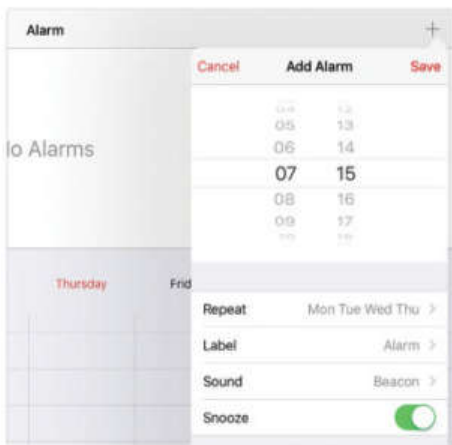 Alarm
Cancel Add Alarm Save
05 13
06 14
lo Alarms
07 15
08 16
09 17
Thursday Frid
Repeat Mon Tue Wed Thu
Label Alarm
Sound Beacon
Snooze